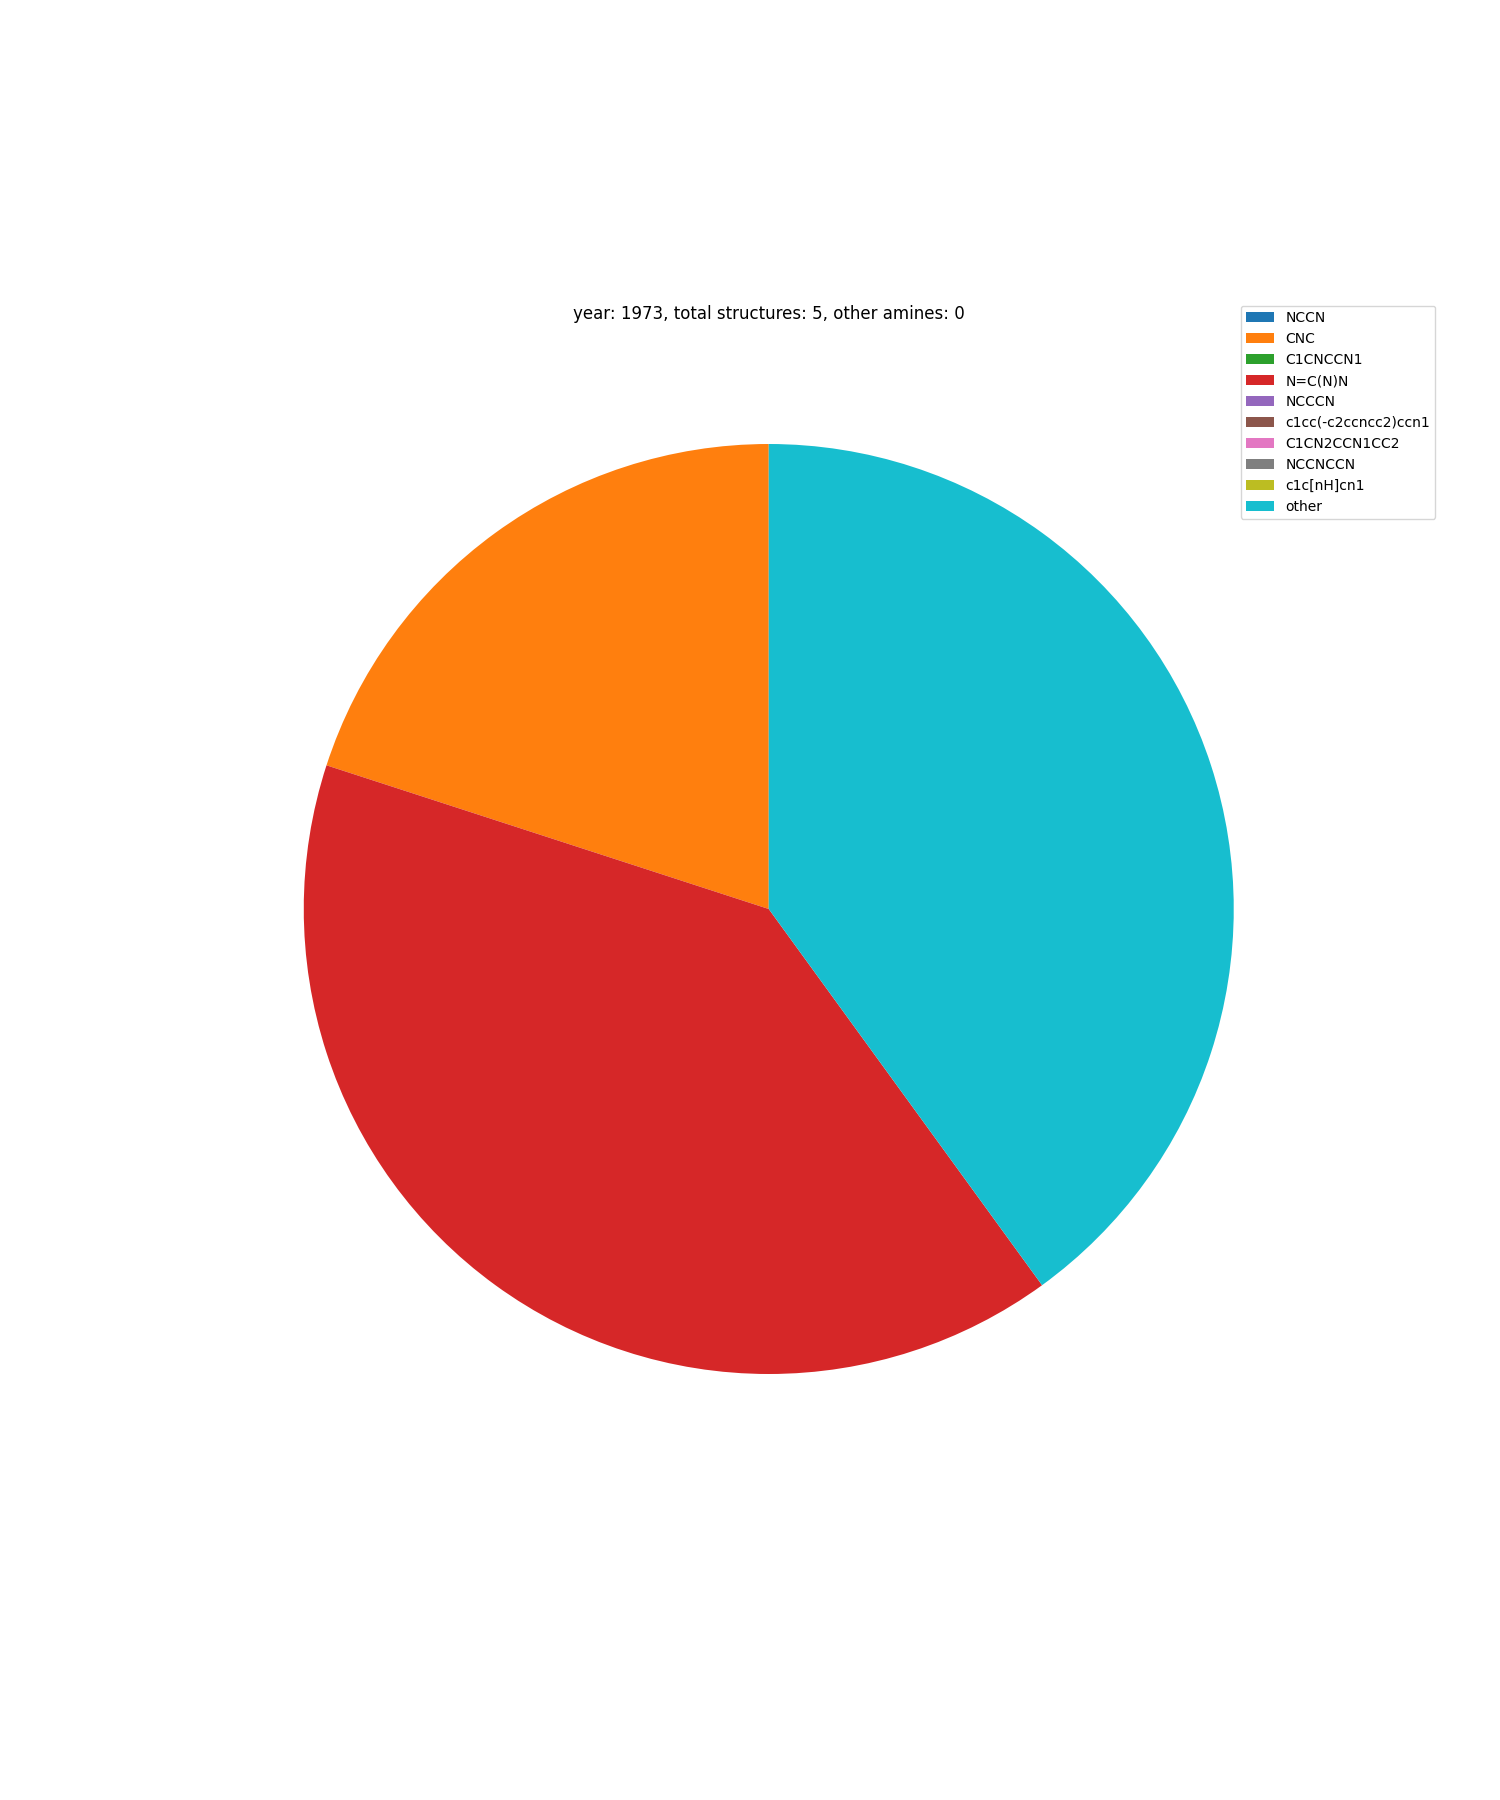 year: 1973, total structures: 5, other amines: 0
NCCN
CNC
C1CNCCN1
N=C(N)N
NCCCN
c1cc(-c2ccncc2)ccn1
C1CN2CCN1CC2
NCCNCCN
c1c[nH]cn1
other